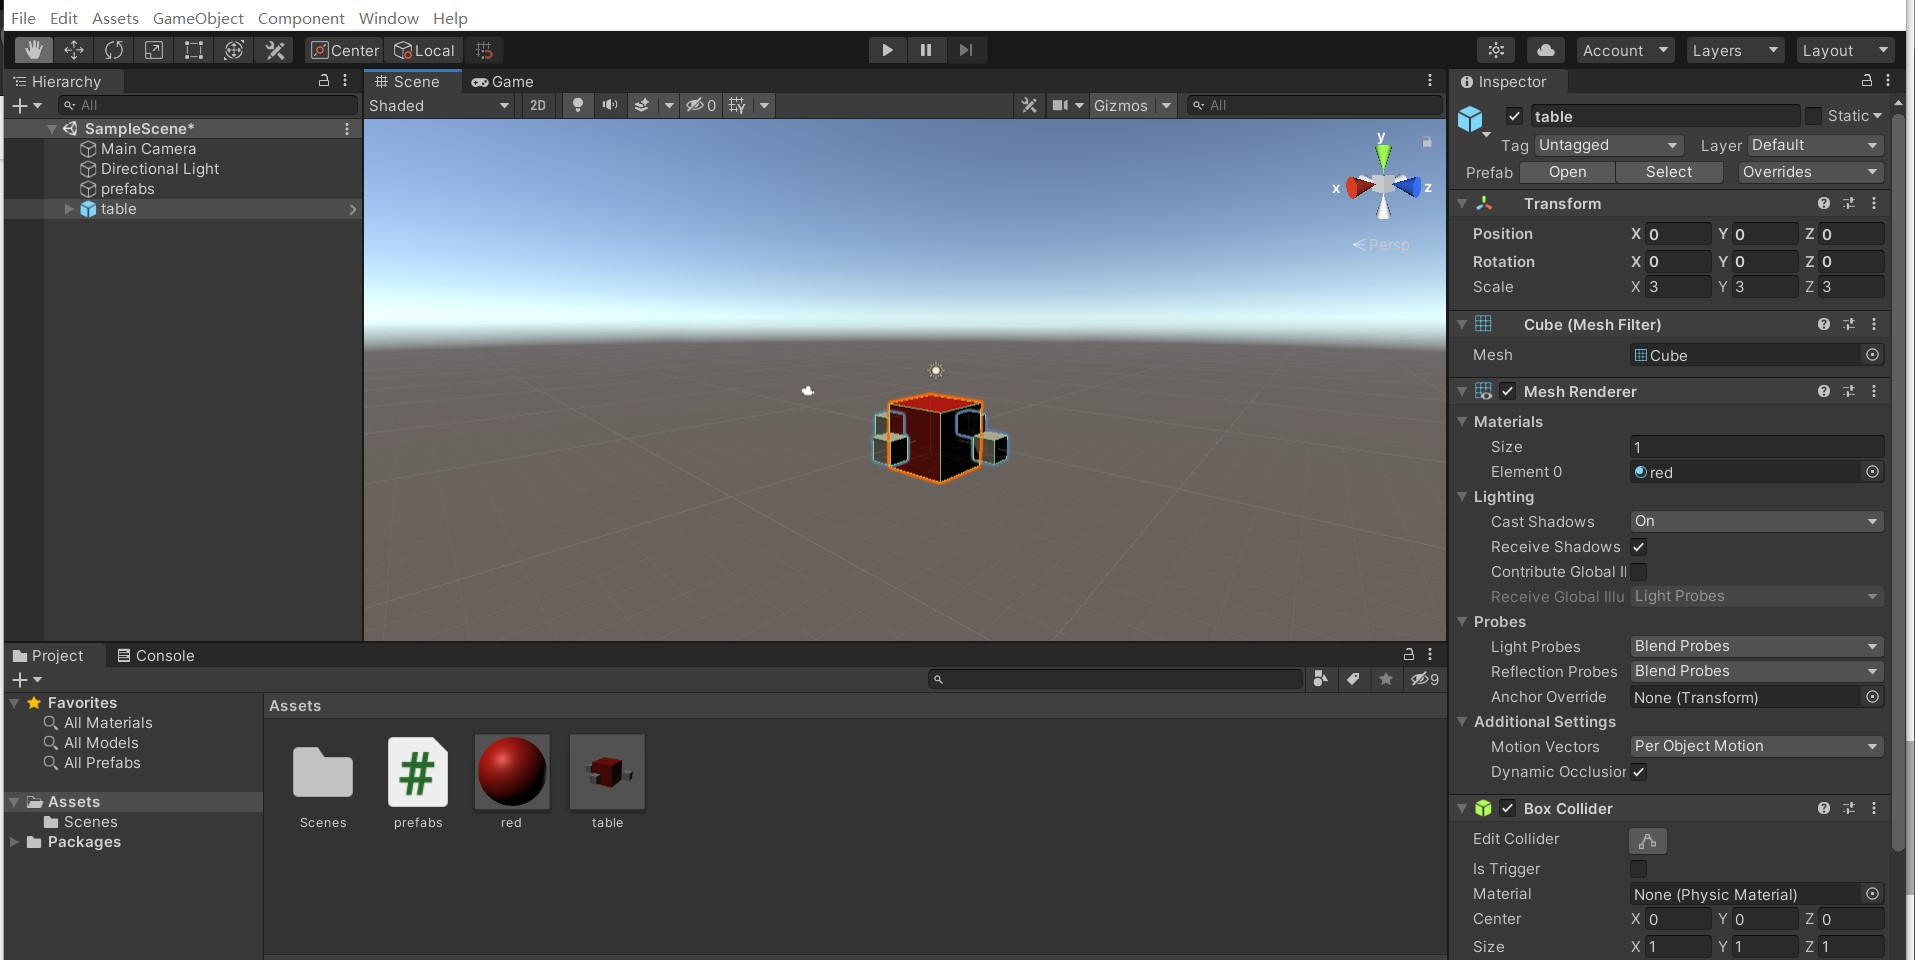 File Edit Assets GameObject Component Window Help
Center Local Account Layers Layout
Hierarchy
All
SampleScene*
Main Camera
Directional Light
prefabs
table
Scene Game
Shaded 2D 0 Gizmos All
y
x z
Persp
Inspector
table Static
Tag Untagged Layer Default
Prefab Open Select Overrides
Transform
Position X 0 Y 0 Z 0
Rotation X 0 Y 0 Z 0
Scale X 3 Y 3 Z 3
Cube (Mesh Filter)
Mesh Cube
Mesh Renderer
Materials
Size 1
Element 0 red
Lighting
Cast Shadows On
Receive Shadows
Contribute Global Il
Receive Global Illu Light Probes
Probes
Light Probes Blend Probes
Reflection Probes Blend Probes
Anchor Override None (Transform)
Additional Settings
Motion Vectors Per Object Motion
Dynamic Occlusion
Box Collider
Edit Collider
Is Trigger
Material None (Physic Material)
Center X 0 Y 0 Z 0
Size X 1 Y 1 Z 1
Project Console
9
Favorites
All Materials
All Models
All Prefabs
Assets
Scenes
Packages
Assets
#
Scenes prefabs red table